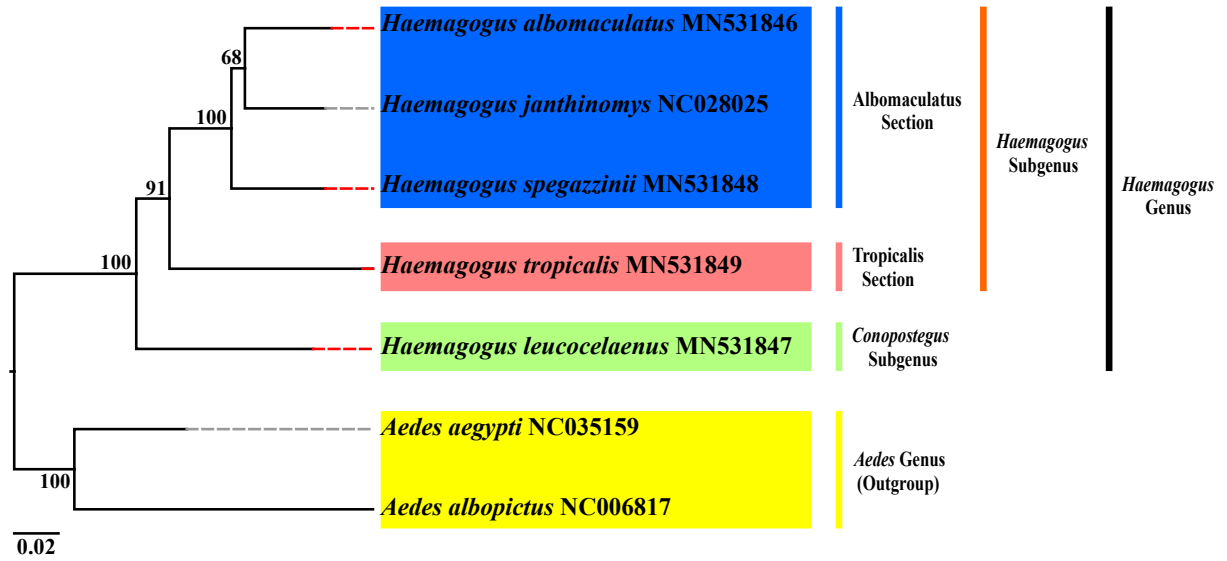 Haemagogus albomaculatus MN531846
68
Haemagogus janthinomys NC028025
100
Haemagogus spegazzinii MN531848
91
Haemagogus tropicalis MN531849
100
Haemagogus leucocelaenus MN531847
Aedes aegypti NC035159
100
Aedes albopictus NC006817
0.02
Albomaculatus
Section
Tropicalis
Section
Conopostegus
Subgenus
Aedes Genus
(Outgroup)
Haemagogus
Subgenus
Haemagogus
Genus